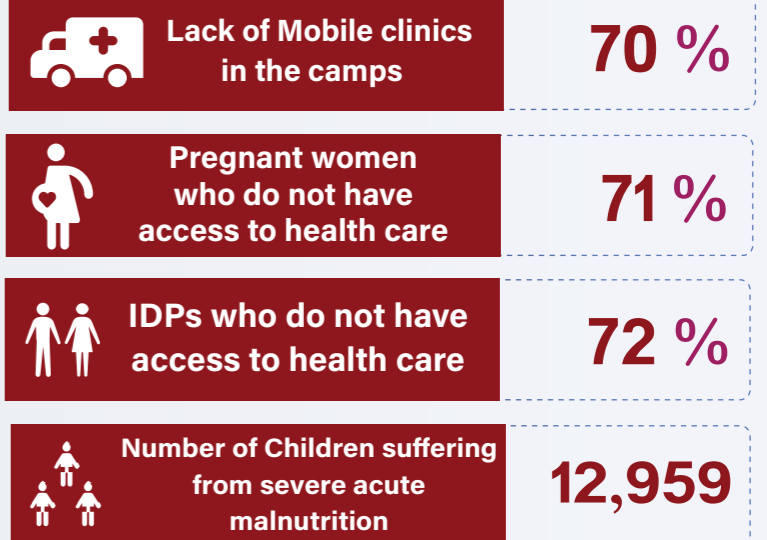 Lack of Mobile clinics
in the camps
70 %
Pregnant women
who do not have
access to health care
71 %
IDPs who do not have
access to health care
72 %
Number of Children suffering
from severe acute
malnutrition
12,959